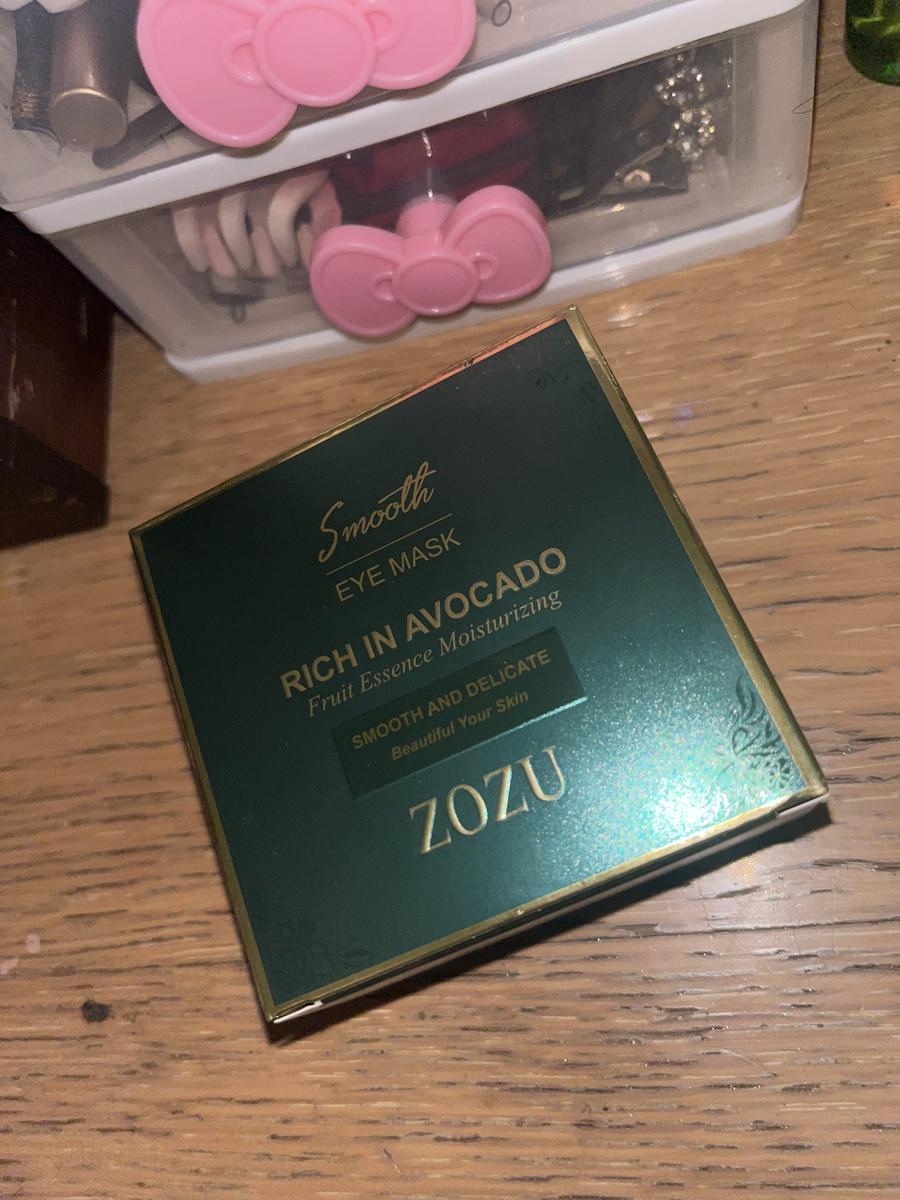 Smooth
EYE MASK
RICH IN AVOCADO
Fruit Essence Moisturizing
SMOOTH AND DELICATE
Beautiful Your Skin
ZOZU